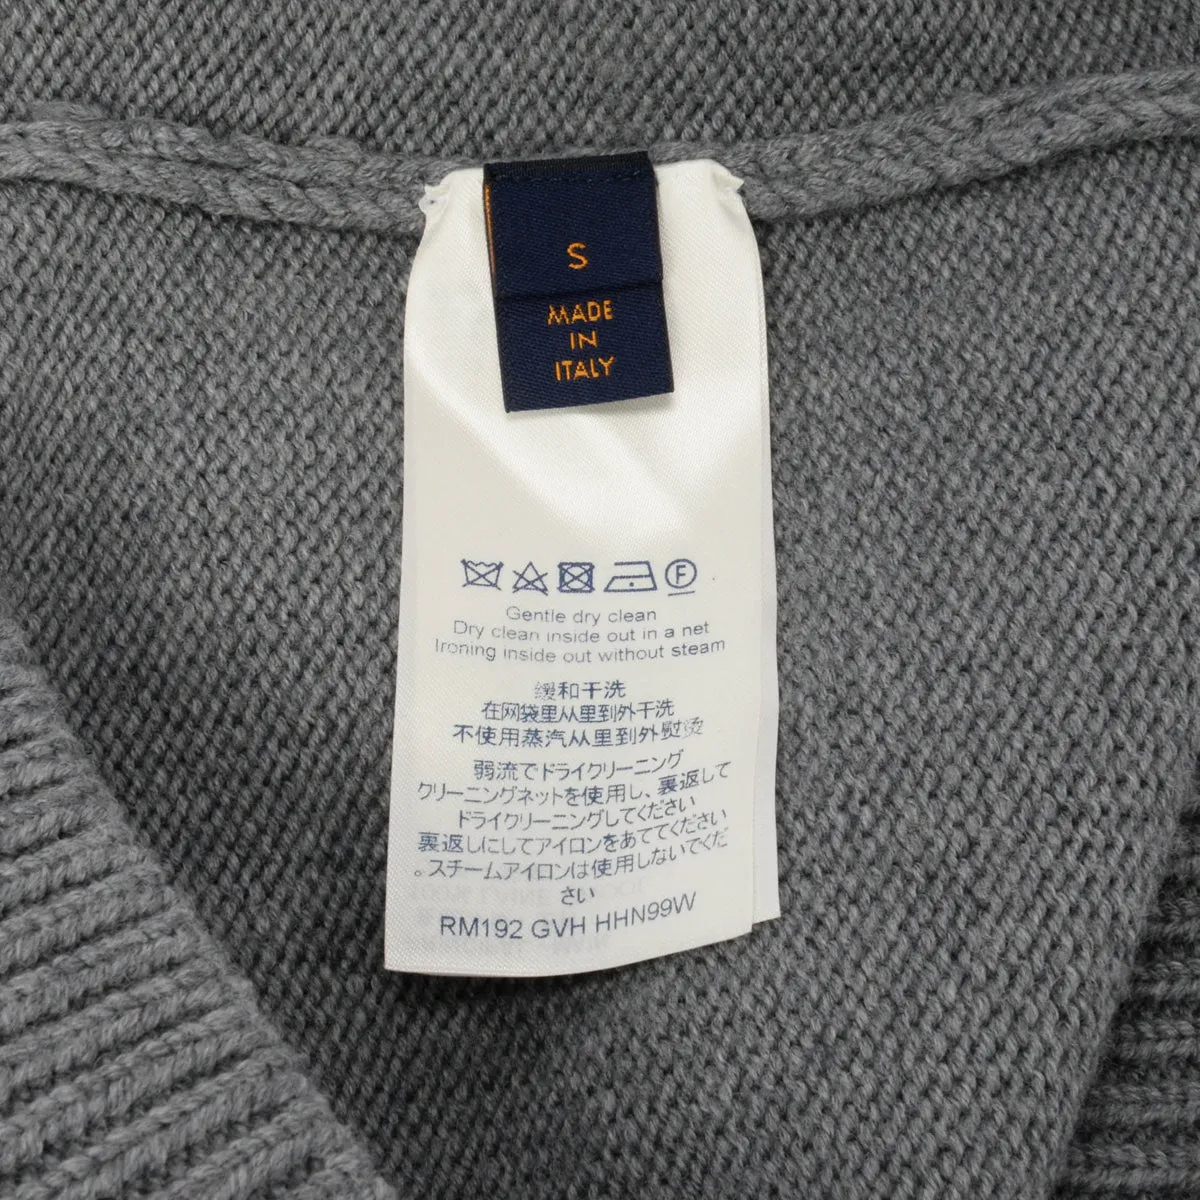 S
MADE
IN
ITALY
F
Gentle dry clean
Dry clean inside out in a net
Ironing inside out without steam
缓和干洗
在网袋里从里到外干洗
不使用蒸汽从里到外熨烫
弱流でドライクリーニング
クリーニングネットを使用し、裏返して
ドライクリーニングしてください
裏返しにしてアイロンをあててください
。スチームアイロンは使用しないでくだ
さい
RM192 GVH HHN99W